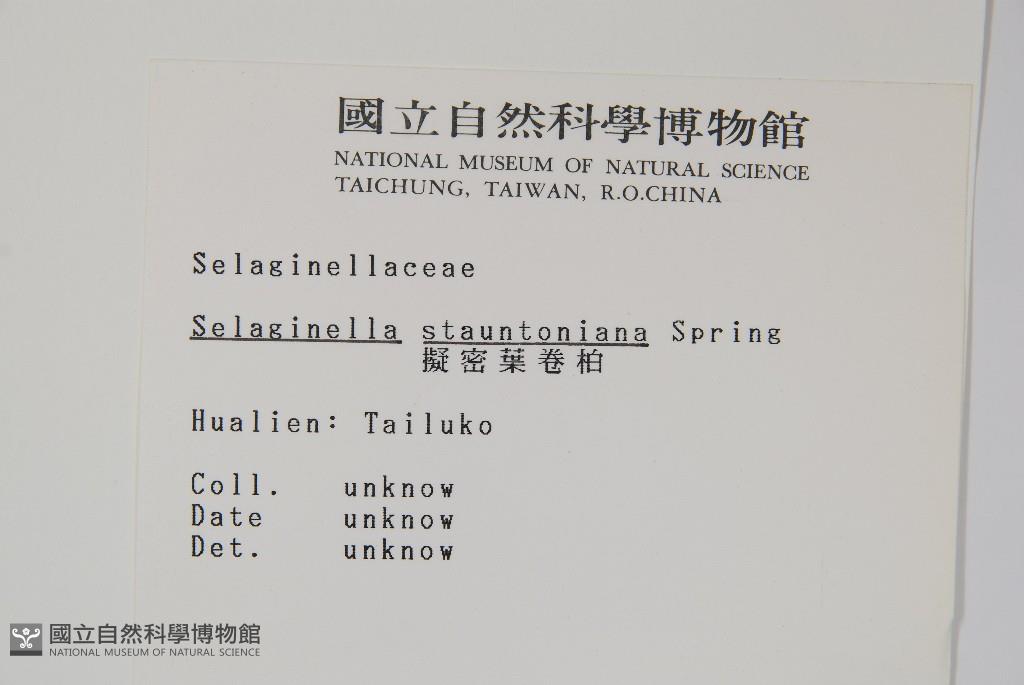 國立自然科學博物館
NATIONAL MUSEUM OF NATURAL SCIENCE
TAICHUNG, TAIWAN, R.O.CHINA
Selaginellaceae
Selaginella stauntoniana Spring
擬密葉卷柏
Hualien: Tailuko
Coll. unknow
Date unknow
Det. unknow
國立自然科學博物館
NATIONAL MUSEUM OF NATURAL SCIENCE